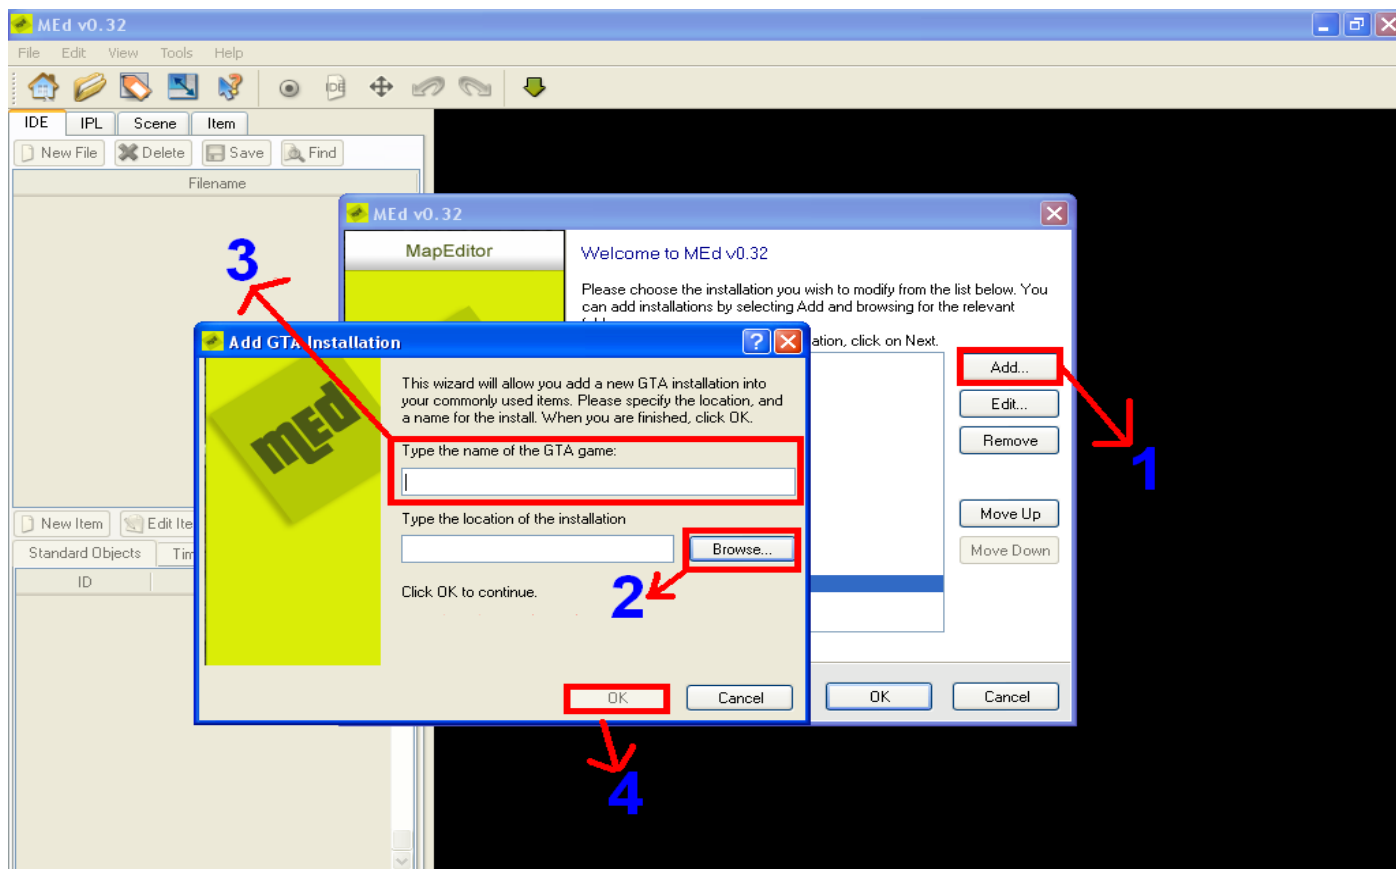 MEd v0.32
File Edit View Tools Help
IDE
IDE IPL Scene Item
New File Delete Save Find
Filename
MEd v0.32
MapEditor
Welcome to MEd v0.32
Please choose the installation you wish to modify from the list below. You
can add installations by selecting Add and browsing for the relevant
ation, click on Next.
Add...
Edit...
Remove
Move Up
Move Down
OK Cancel
3
Add GTA Installation
MEd
This wizard will allow you add a new GTA installation into
your commonly used items. Please specify the location, and
a name for the install. When you are finished, click OK.
Type the name of the GTA game:
Type the location of the installation
Browse...
Click OK to continue.
OK Cancel
1
2
4
New Item Edit Ite
Standard Objects Tim
ID